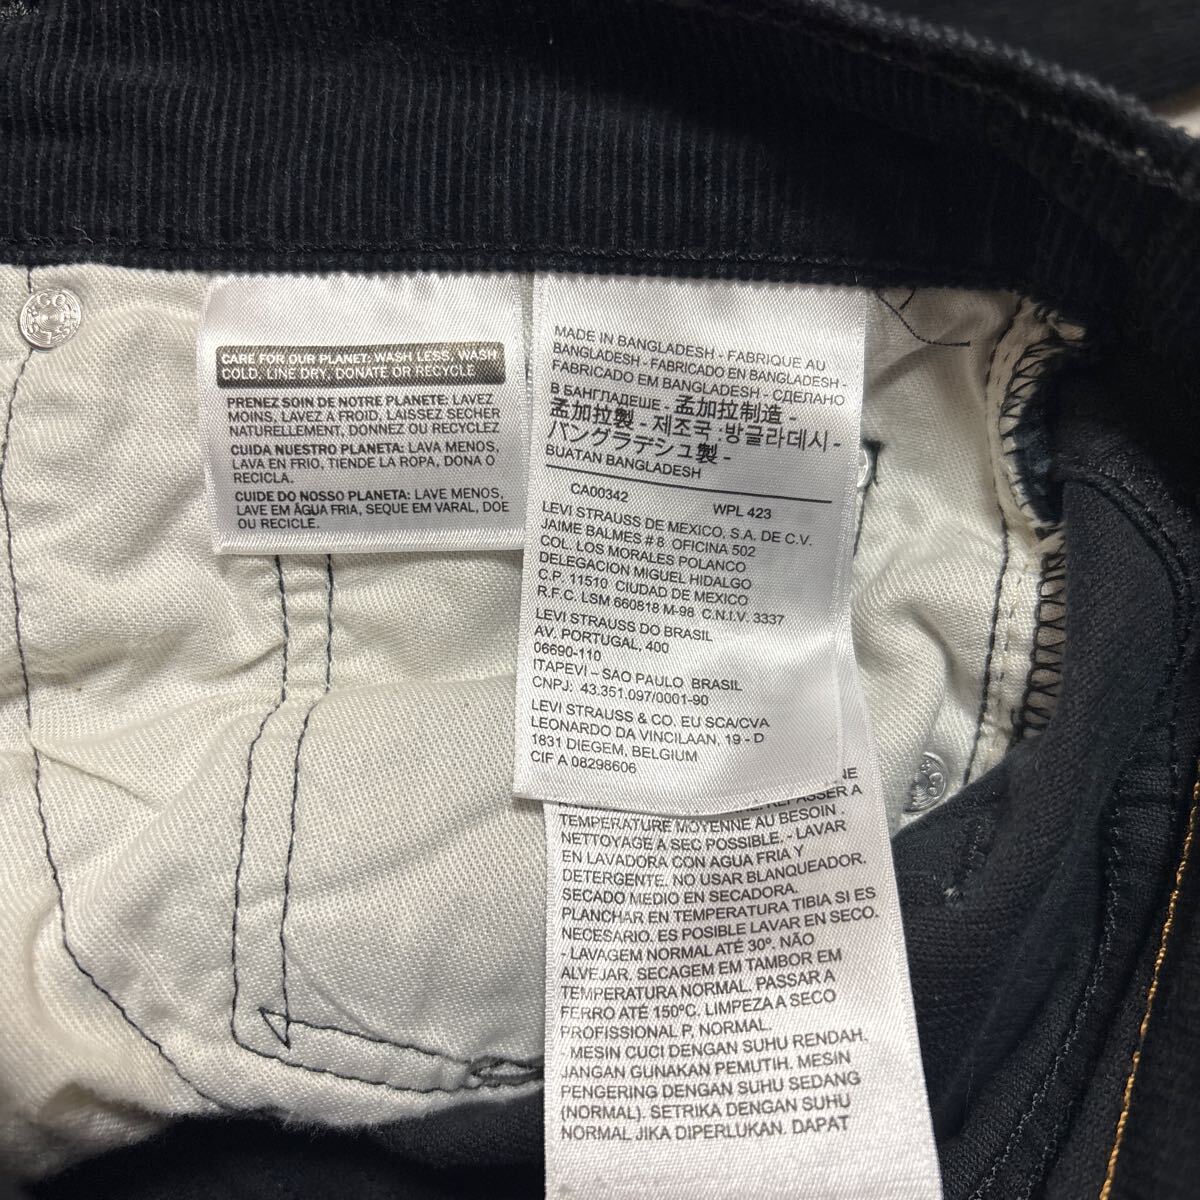 CARE FOR OUR PLANET: WASH LESS, WASH
COLD, LINE DRY, DONATE OR RECYCLE
PRENEZ SOIN DE NOTRE PLANETE: LAVEZ
MOINS, LAVEZ A FROID, LAISSEZ SECHER
NATURELLEMENT, DONNEZ OU RECYCLEZ
CUIDA NUESTRO PLANETA: LAVA MENOS,
LAVA EN FRIO, TIENDE LA ROPA, DONA O
RECICLA.
CUIDE DO NOSSO PLANETA: LAVE MENOS,
LAVE EM ÁGUA FRIA, SEQUE EM VARAL, DOE
OU RECICLE.
MADE IN BANGLADESH - FABRIQUE AU
BANGLADESH - FABRICADO EN BANGLADESH -
FABRICADO EM BANGLADESH - СДЕЛАНО
В БАНГЛАДЕШЕ - 孟加拉制造 -
孟加拉製 - 제조국 :방글라데시 -
バングラデシュ製 -
BUATAN BANGLADESH
CA00342 WPL 423
LEVI STRAUSS DE MEXICO, S.A. DE C.V.
JAIME BALMES # 8 OFICINA 502
COL. LOS MORALES POLANCO
DELEGACION MIGUEL HIDALGO
C.P. 11510 CIUDAD DE MEXICO
R.F.C. LSM 660818 M-98 C.N.I.V. 3337
LEVI STRAUSS DO BRASIL
AV. PORTUGAL, 400
06690-110
ITAPEVI – SAO PAULO BRASIL
CNPJ: 43.351.097/0001-90
LEVI STRAUSS & CO. EU SCA/CVA
LEONARDO DA VINCILAAN, 19 - D
1831 DIEGEM, BELGIUM
CIF A 08298606
REPASSER A
TEMPERATURE MOYENNE AU BESOIN .
NETTOYAGE A SEC POSSIBLE. - LAVAR
EN LAVADORA CON AGUA FRIA Y
DETERGENTE. NO USAR BLANQUEADOR.
SECADO MEDIO EN SECADORA.
PLANCHAR EN TEMPERATURA TIBIA SI ES
NECESARIO. ES POSIBLE LAVAR EN SECO.
- LAVAGEM NORMAL ATÉ 30º. NÃO
ALVEJAR. SECAGEM EM TAMBOR EM
TEMPERATURA NORMAL. PASSAR A
FERRO ATÉ 150ºC. LIMPEZA A SECO
PROFISSIONAL P, NORMAL.
- MESIN CUCI DENGAN SUHU RENDAH.
JANGAN GUNAKAN PEMUTIH. MESIN
PENGERING DENGAN SUHU SEDANG
(NORMAL). SETRIKA DENGAN SUHU
NORMAL JIKA DIPERLUKAN. DAPAT